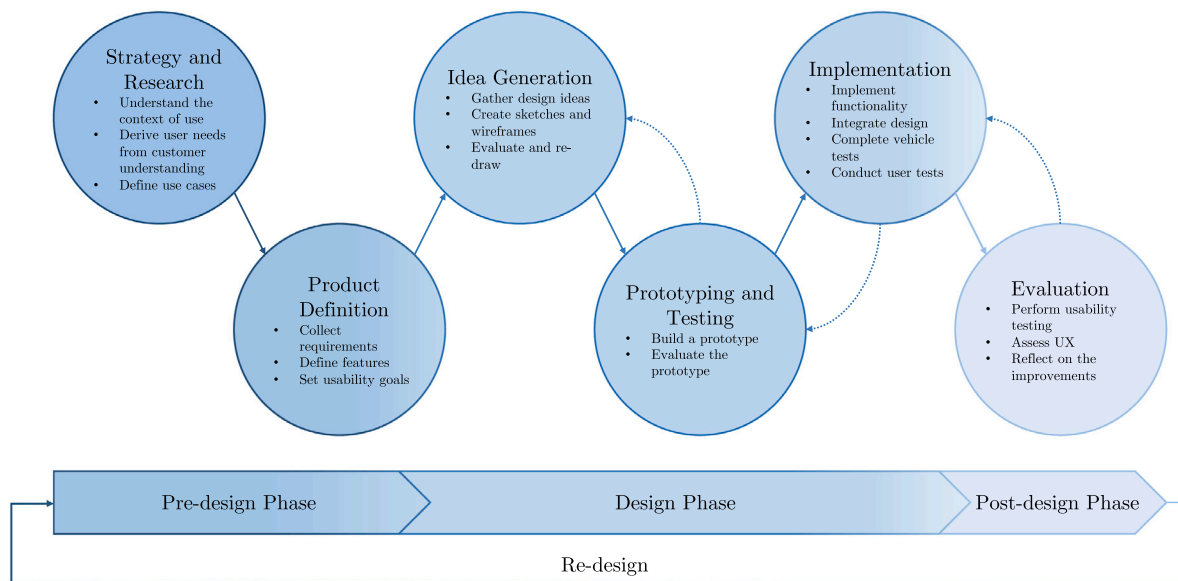 Strategy and
Research
• Understand the
context of use
• Derive user needs
from customer
understanding
• Define use cases
Product
Definition
• Collect
requirements
• Define features
• Set usability goals
Idea Generation
• Gather design ideas
• Create sketches and
wireframes
• Evaluate and re-
draw
Prototyping and
Testing
• Build a prototype
• Evaluate the
prototype
Implementation
• Implement
functionality
• Integrate design
• Complete vehicle
tests
• Conduct user tests
Evaluation
• Perform usability
testing
• Assess UX
• Reflect on the
improvements
Pre-design Phase
Design Phase
Post-design Phase
Re-design